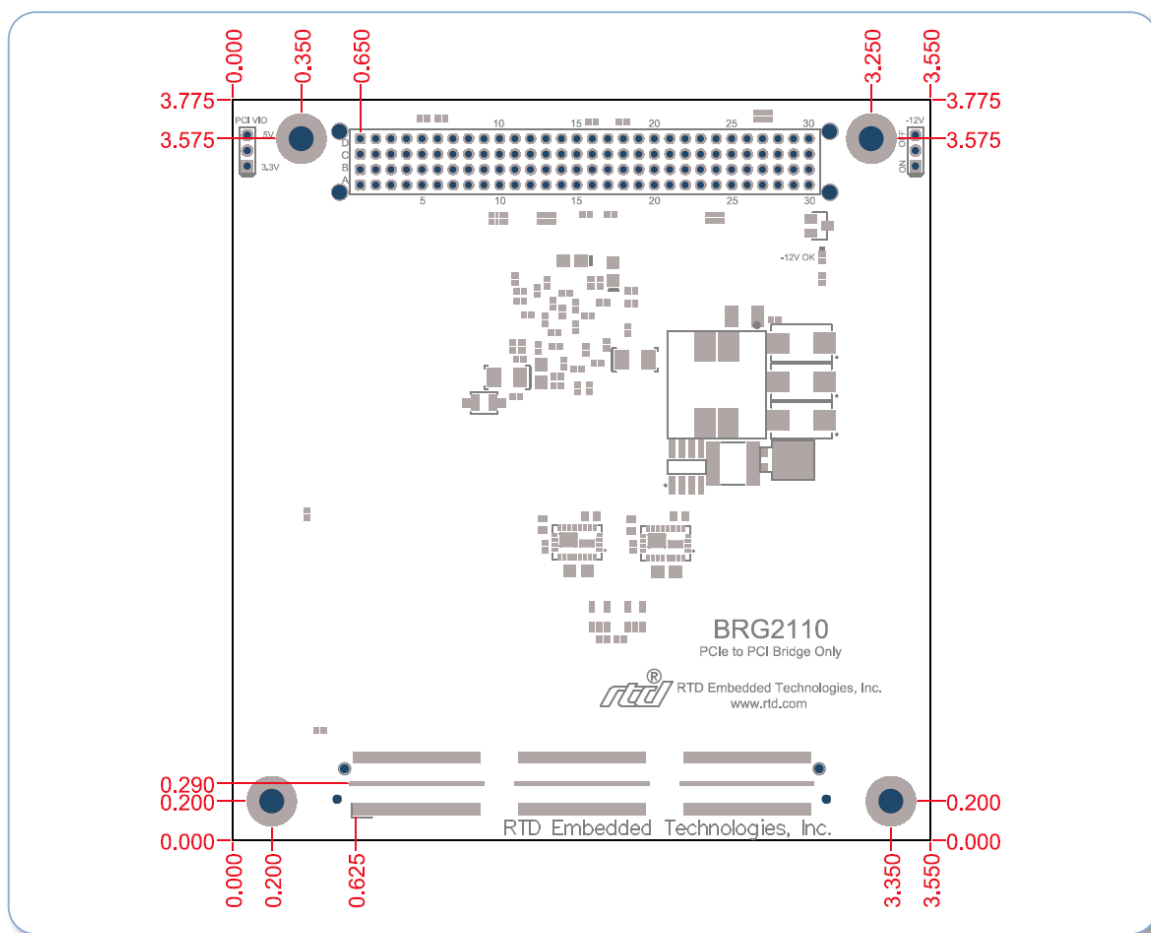 0.000
0.350
0.650
3.250
3.550
3.775
3.775
PCI VIO
5V
3.3V
3.575
3.575
-12V
OFF
ON
10
15
20
25
30
D
C
B
A
5
10
15
20
25
30
-12V OK
BRG2110
PCIe to PCI Bridge Only
rtd®
RTD Embedded Technologies, Inc.
www.rtd.com
0.290
0.200
0.000
0.200
0.000
RTD Embedded Technologies, Inc.
0.000
0.200
0.625
3.350
3.550